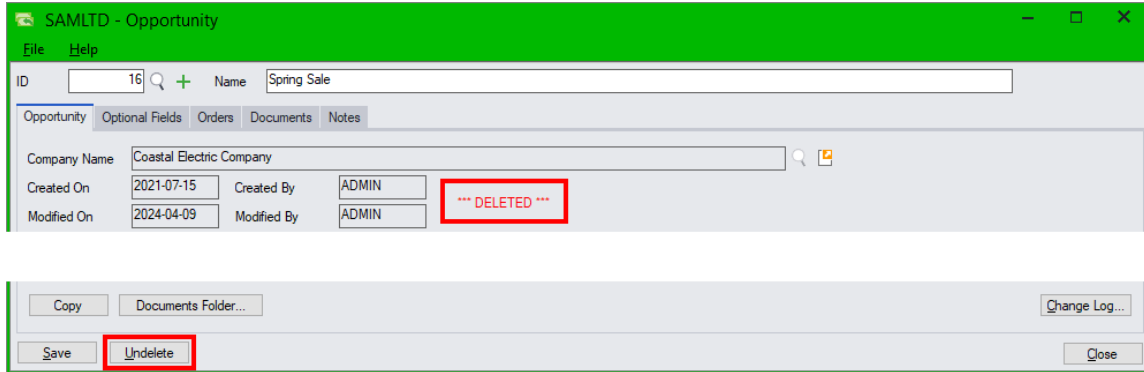 SAMLTD - Opportunity
File Help
ID 16 Name Spring Sale
Opportunity Optional Fields Orders Documents Notes
Company Name Coastal Electric Company
Created On 2021-07-15 Created By ADMIN
*** DELETED ***
Modified On 2024-04-09 Modified By ADMIN
Copy Documents Folder... Change Log...
Save Undelete Close